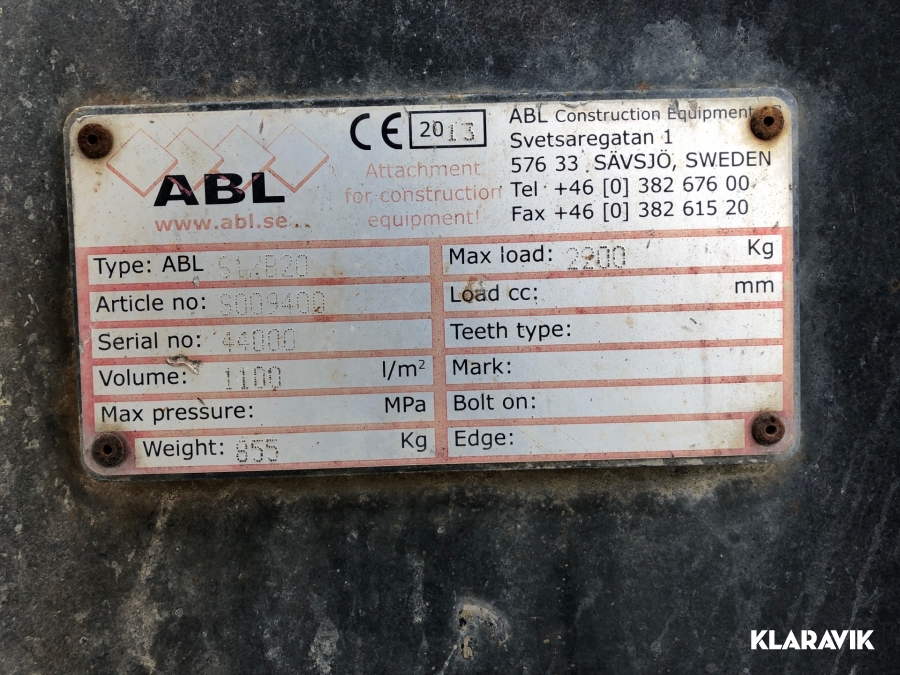 ABL
www.abl.se
CE 2013
Attachment
for construction
equipment!
ABL Construction Equipment
Svetsaregatan 1
576 33 SÄVSJÖ, SWEDEN
Tel +46 [0] 382 676 00
Fax +46 [0] 382 615 20
Type: ABL
Article no: S009400
Serial no: 44000
Volume: 1100 l/m²
Max pressure: MPa
Weight: 855 Kg
Max load: 2200 Kg
Load cc: mm
Teeth type:
Mark:
Bolt on:
Edge:
KLARAVIK